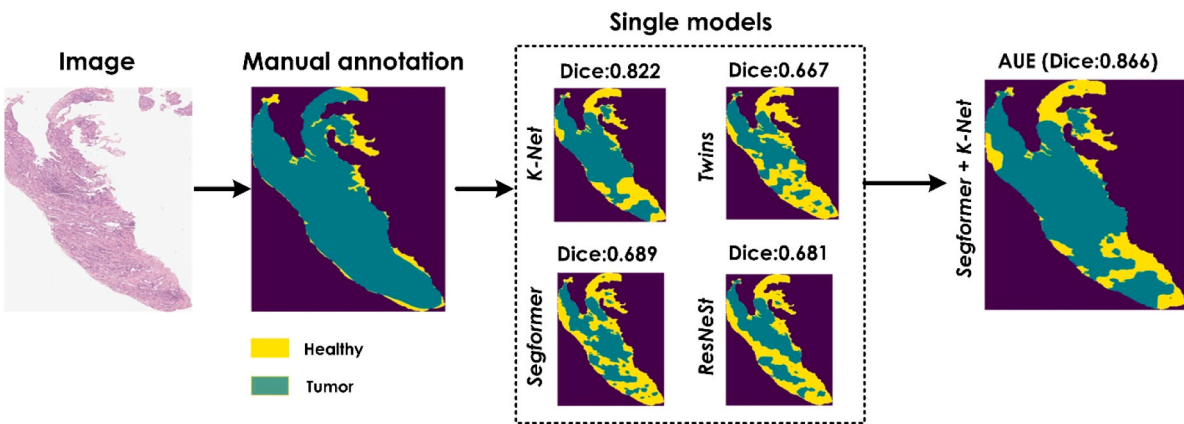 Single models
Image
Manual annotation
Dice:0.822
Dice:0.667
AUE (Dice:0.866)
K-Net
Twins
Segformer + K-Net
Dice:0.689
Dice:0.681
Segformer
ResNeSt
Healthy
Tumor